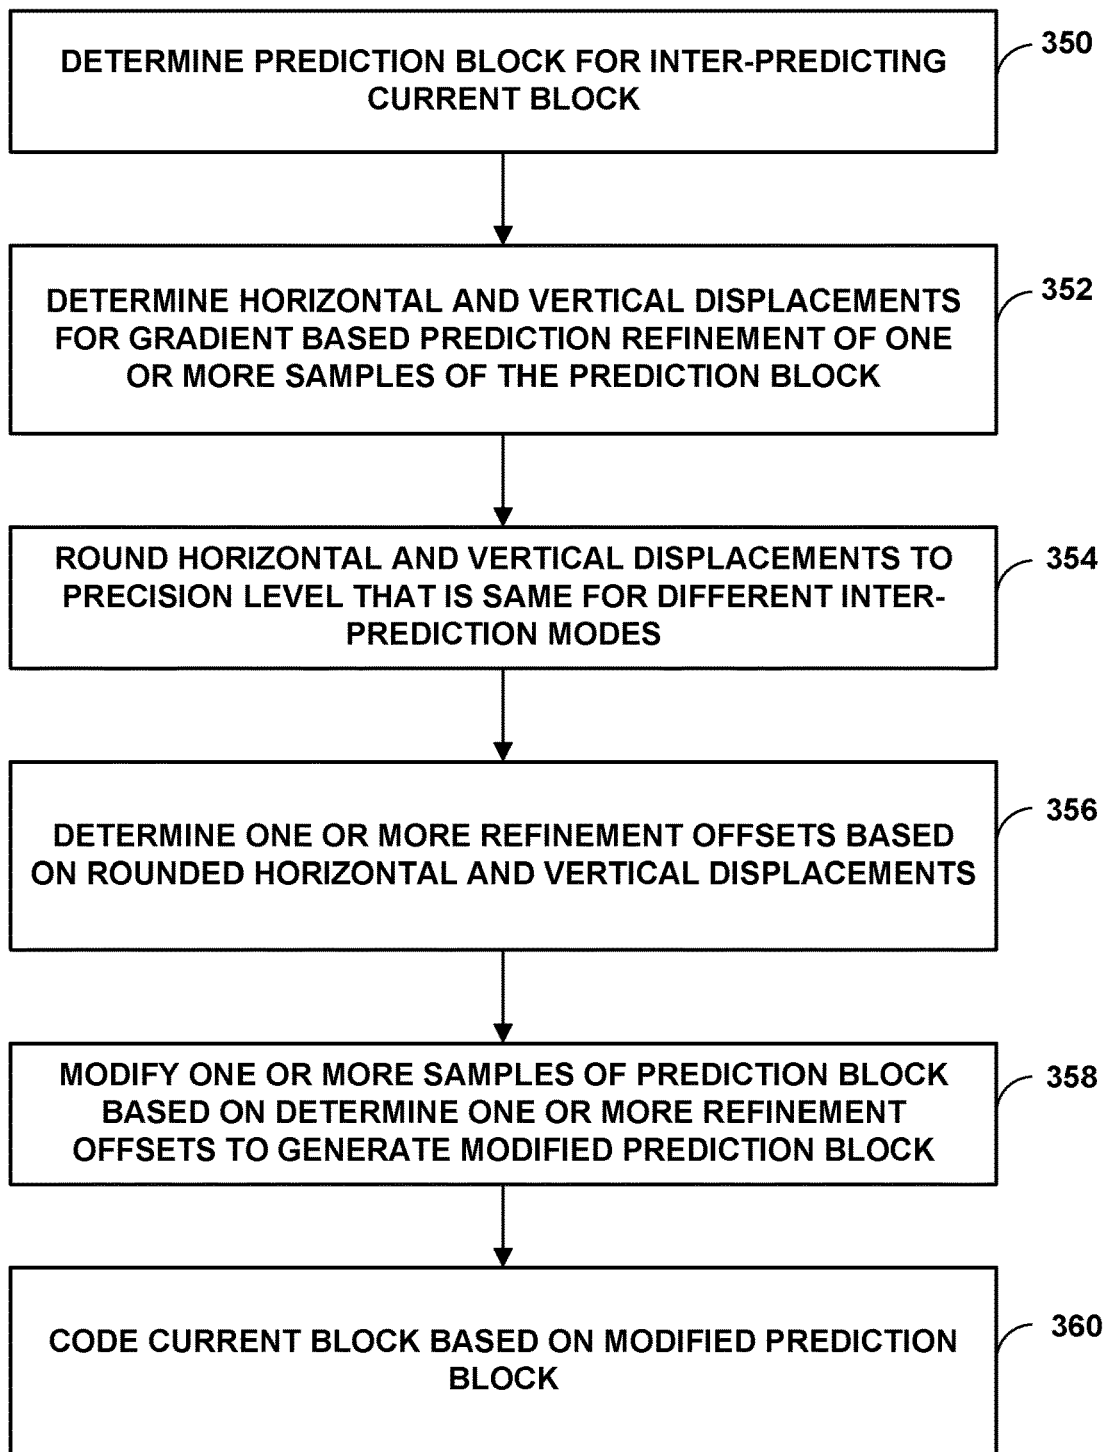 DETERMINE PREDICTION BLOCK FOR INTER-PREDICTING
CURRENT BLOCK
350
DETERMINE HORIZONTAL AND VERTICAL DISPLACEMENTS
FOR GRADIENT BASED PREDICTION REFINEMENT OF ONE
OR MORE SAMPLES OF THE PREDICTION BLOCK
352
ROUND HORIZONTAL AND VERTICAL DISPLACEMENTS TO
PRECISION LEVEL THAT IS SAME FOR DIFFERENT INTER-
PREDICTION MODES
354
DETERMINE ONE OR MORE REFINEMENT OFFSETS BASED
ON ROUNDED HORIZONTAL AND VERTICAL DISPLACEMENTS
356
MODIFY ONE OR MORE SAMPLES OF PREDICTION BLOCK
BASED ON DETERMINE ONE OR MORE REFINEMENT
OFFSETS TO GENERATE MODIFIED PREDICTION BLOCK
358
CODE CURRENT BLOCK BASED ON MODIFIED PREDICTION
BLOCK
360